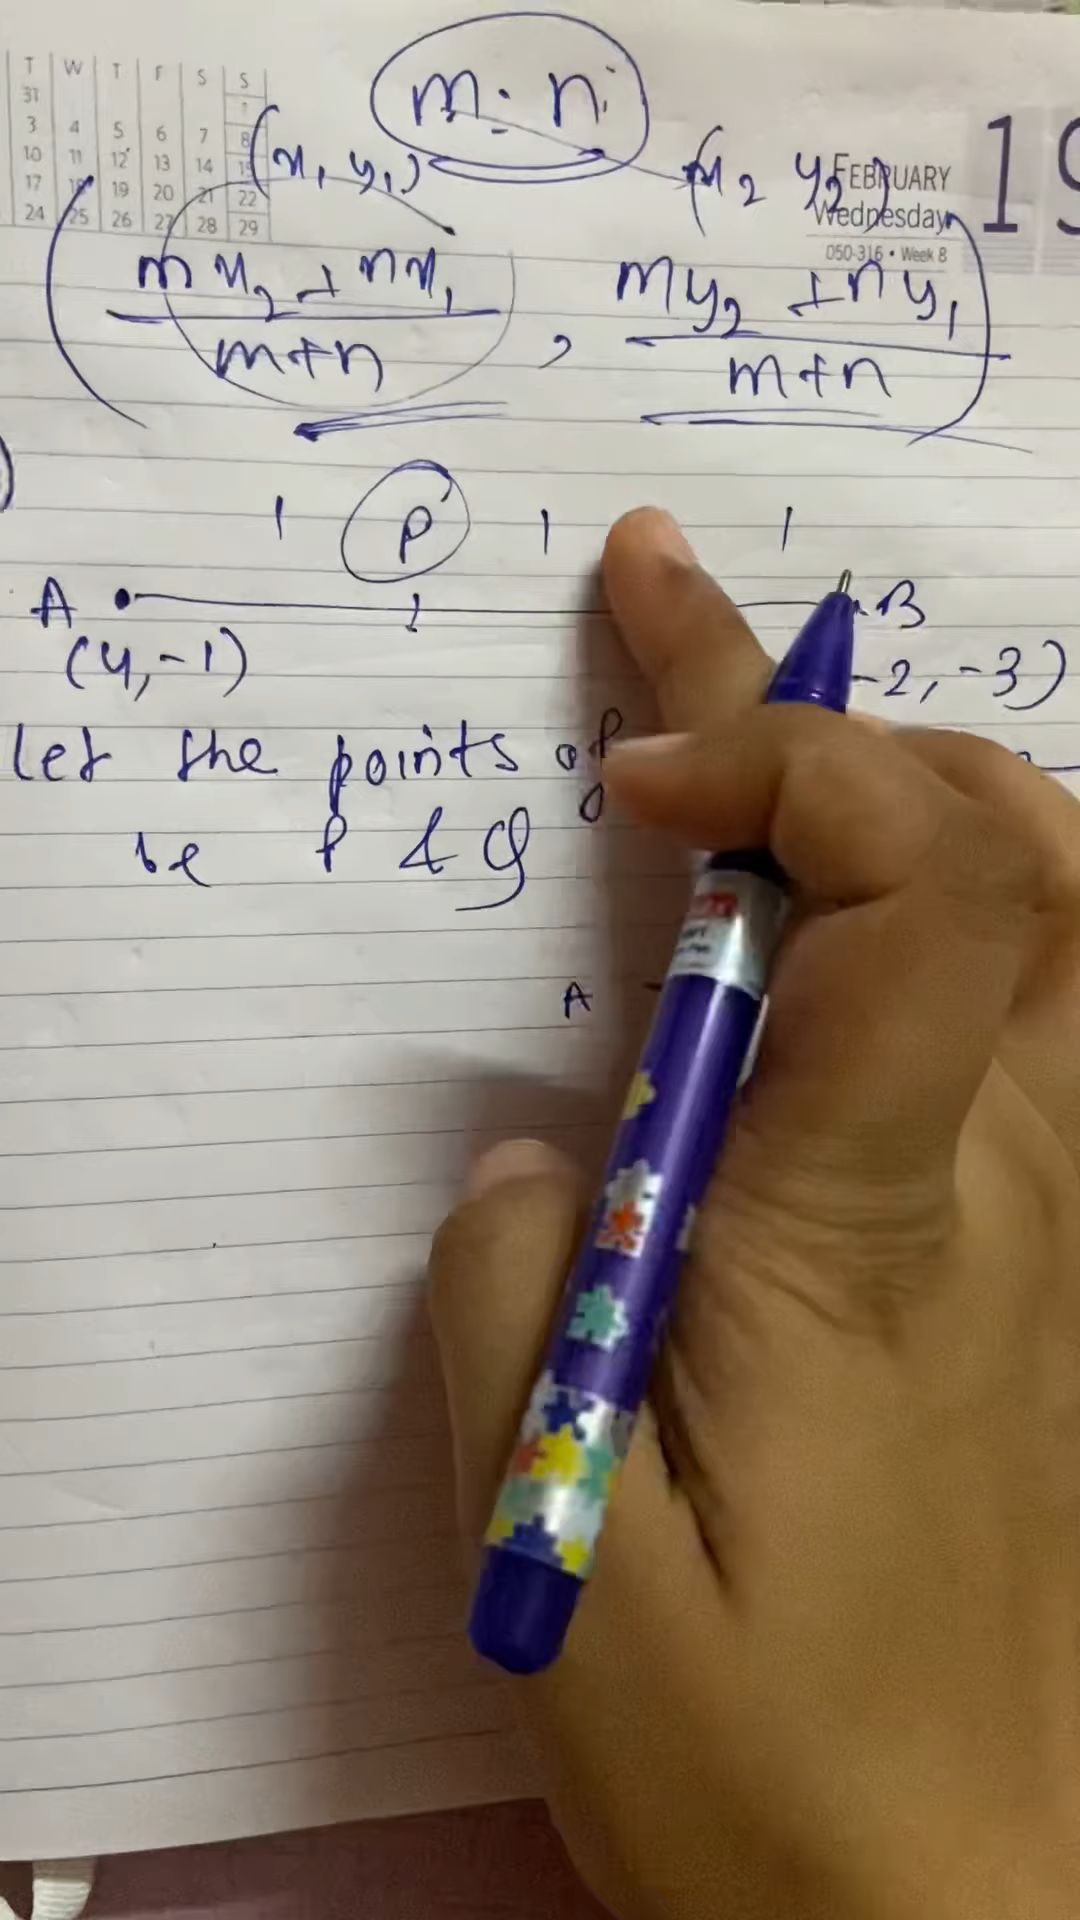 m : n
T W T F S S
31 1
3 4 5 6 7 8
10 11 12 13 14 15
17 18 19 20 21 22
24 25 26 27 28 29
(x1 y1) (x2 y2)
FEBRUARY
Wednesday
19
050-316 • Week 8
(mx2 + nx1 / m+n , my2 + ny1 / m+n)
1 P 1 1
A B
(4,-1) -2, -3)
Let the points of
be P & Q
A